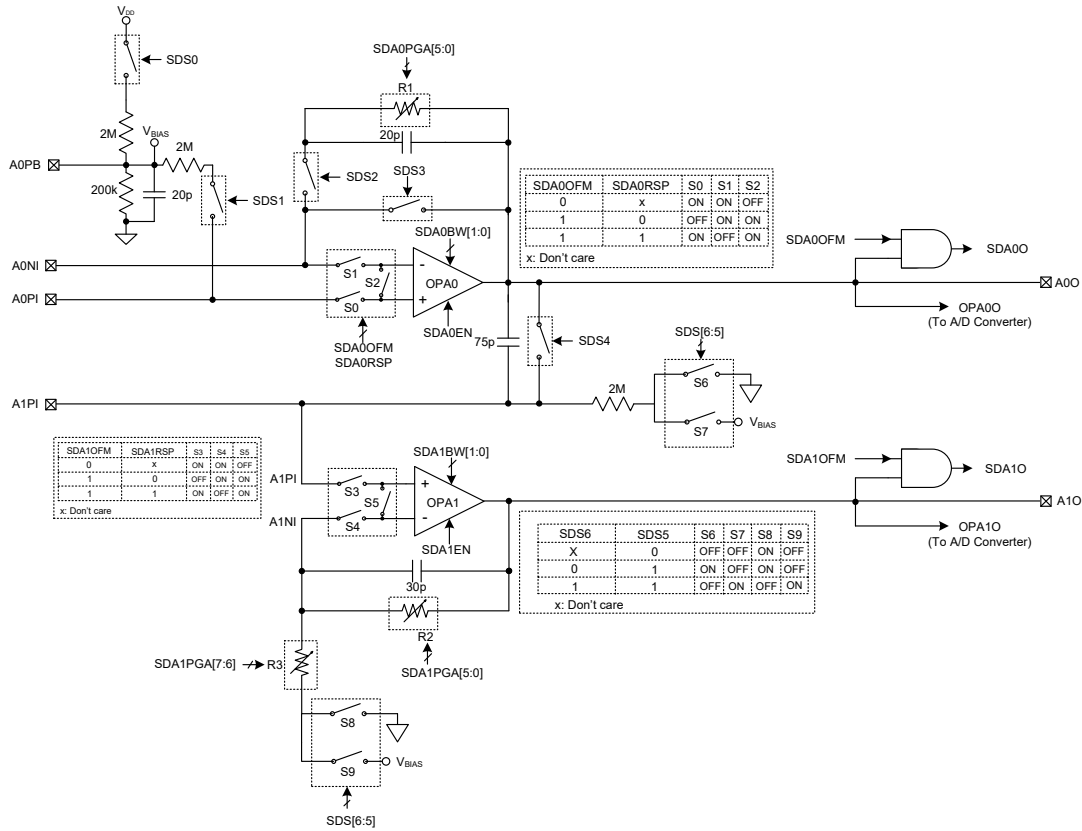 VDD
SDS0
SDA0PGA[5:0]
R1
2M
VBIAS
2M
20p
A0PB
200k
20p
SDS1
SDS2
SDS3
SDA0OFM SDA0RSP S0 S1 S2
0 x ON ON OFF
1 0 OFF ON ON
1 1 ON OFF ON
x: Don't care
SDA0BW[1:0]
A0NI
S1
S2
-
OPA0
A0PI
S0
+
SDA0EN
SDA0OFM
SDA0RSP
SDA0OFM
SDA0O
A0O
OPA0O
(To A/D Converter)
75p
SDS4
SDS[6:5]
S6
A1PI
2M
S7
VBIAS
SDA1OFM SDA1RSP S3 S4 S5
0 x ON ON OFF
1 0 OFF ON ON
1 1 ON OFF ON
x: Don't care
SDA1BW[1:0]
A1PI
S3
S5
+
OPA1
A1NI
S4
-
SDA1EN
SDA1OFM
SDA1O
A1O
OPA1O
(To A/D Converter)
SDS6 SDS5 S6 S7 S8 S9
X 0 OFF OFF ON OFF
0 1 ON OFF ON OFF
1 1 OFF ON OFF ON
x: Don't care
30p
R2
SDA1PGA[5:0]
SDA1PGA[7:6]
R3
S8
S9
VBIAS
SDS[6:5]